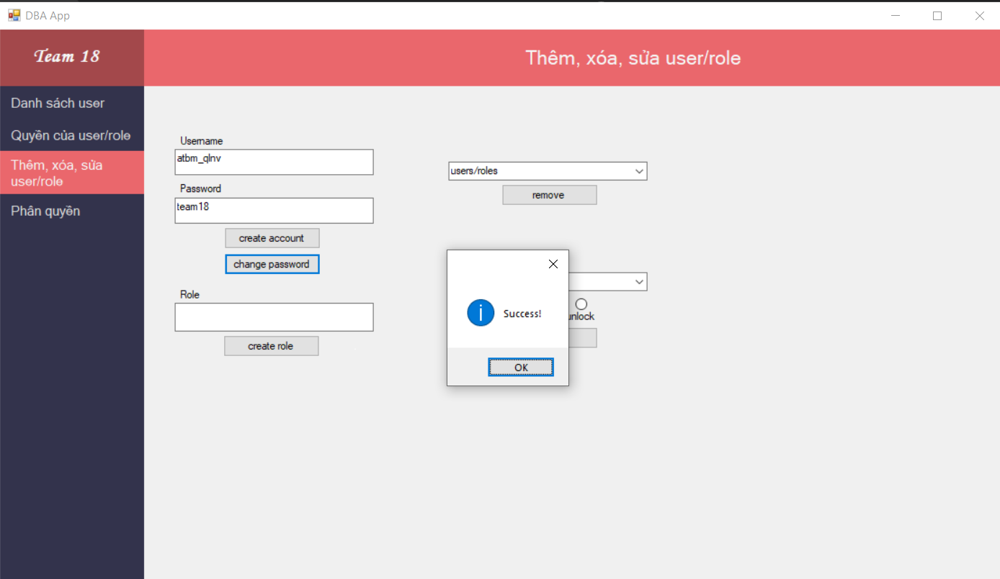 DBA App
Team 18
Thêm, xóa, sửa user/role
Danh sách user
Quyền của user/role
Thêm, xóa, sửa
user/role
Phân quyền
Username
atbm_qlnv
Password
team18
create account
change password
Role
create role
users/roles
remove
unlock
Success!
OK